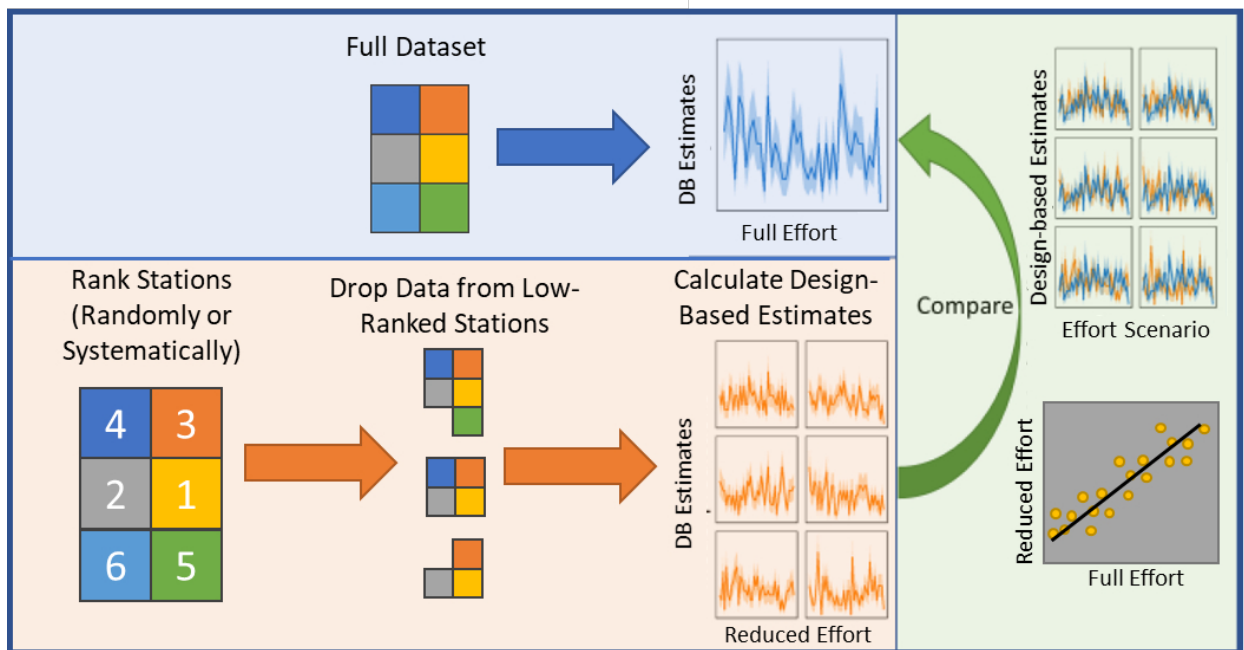 Full Dataset
DB Estimates
Full Effort
Rank Stations
(Randomly or
Systematically)
4
3
2
1
6
5
Drop Data from Low-
Ranked Stations
Calculate Design-
Based Estimates
DB Estimates
Reduced Effort
Compare
Design-based Estimates
Effort Scenario
Reduced Effort
Full Effort